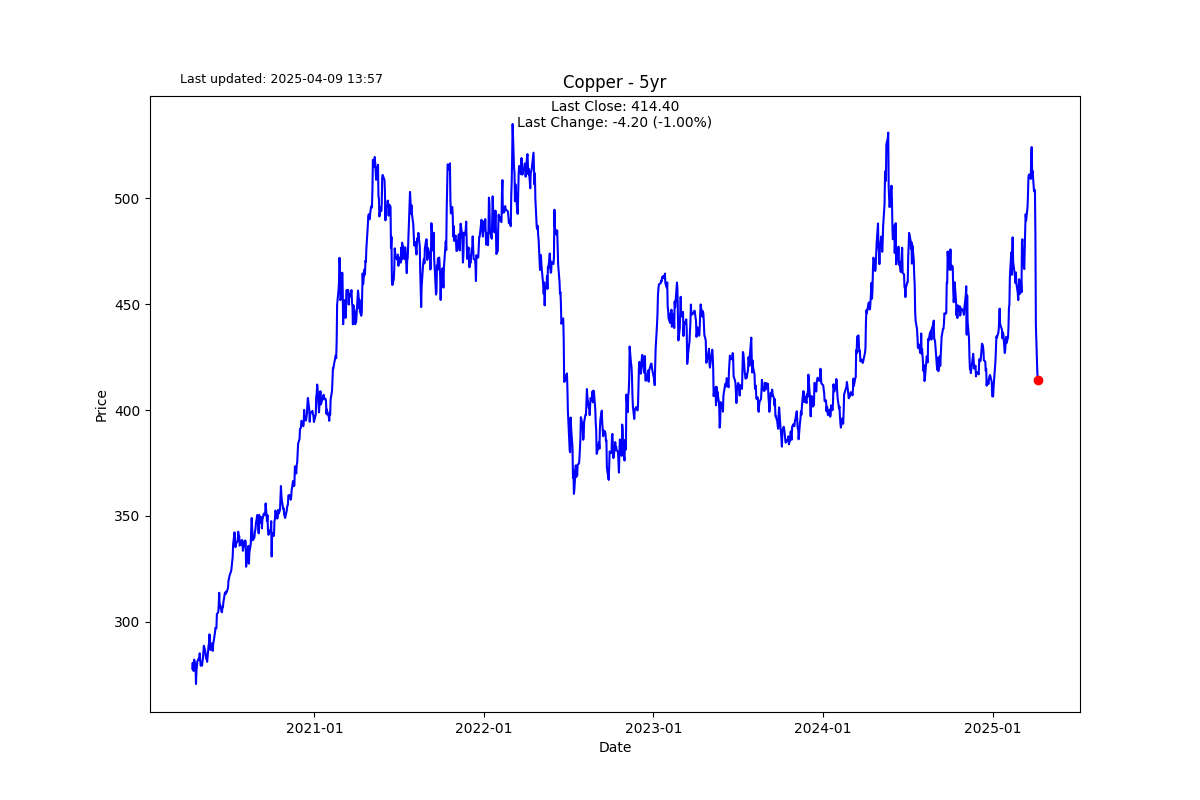 Last updated: 2025-04-09 13:57
Copper - 5yr
Last Close: 414.40
Last Change: -4.20 (-1.00%)
500
450
400
350
300
Price
2021-01
2022-01
2023-01
2024-01
2025-01
Date